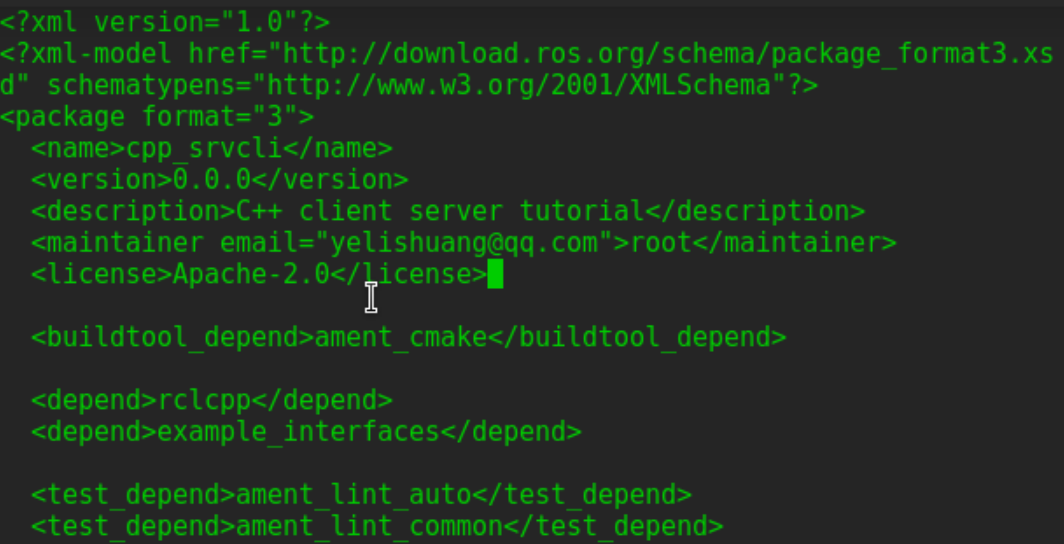 <?xml version="1.0"?>
<?xml-model href="http://download.ros.org/schema/package_format3.xs
d" schematypens="http://www.w3.org/2001/XMLSchema"?>
<package format="3">
  <name>cpp_srvcli</name>
  <version>0.0.0</version>
  <description>C++ client server tutorial</description>
  <maintainer email="yelishuang@qq.com">root</maintainer>
  <license>Apache-2.0</license>

  <buildtool_depend>ament_cmake</buildtool_depend>

  <depend>rclcpp</depend>
  <depend>example_interfaces</depend>

  <test_depend>ament_lint_auto</test_depend>
  <test_depend>ament_lint_common</test_depend>